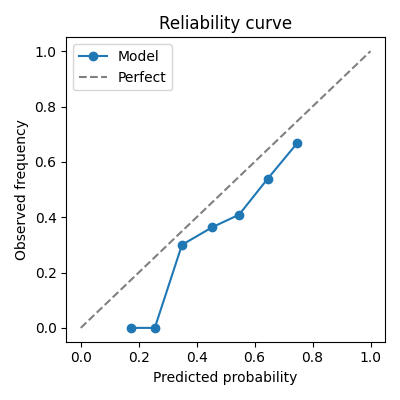 Reliability curve
Model
Perfect
Observed frequency
1.0
0.8
0.6
0.4
0.2
0.0
0.0 0.2 0.4 0.6 0.8 1.0
Predicted probability